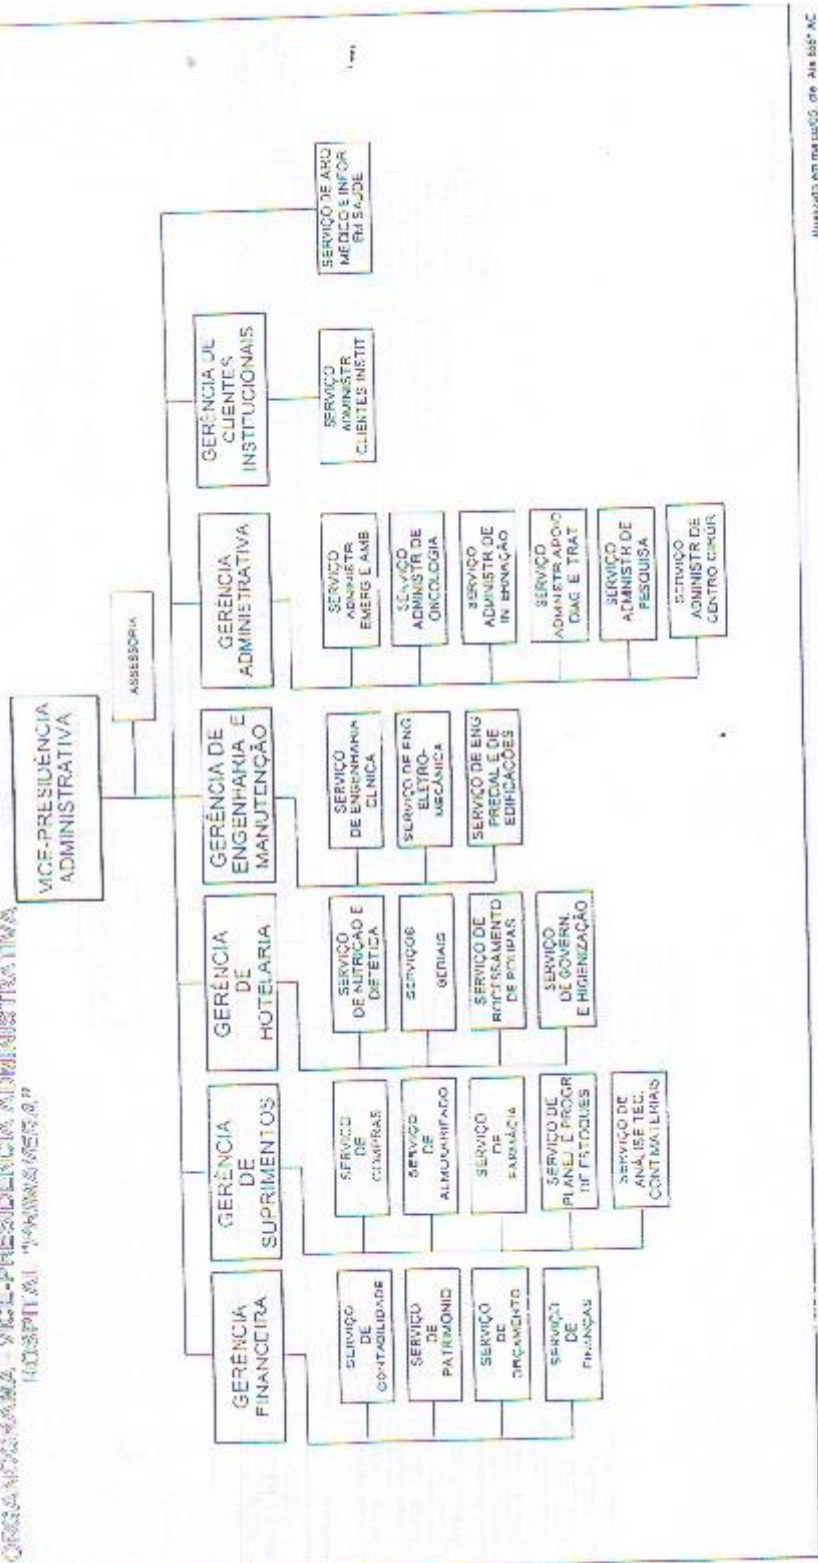 ORGANOGRAMA - VICE-PRESIDÊNCIA ADMINISTRATIVA
HOSPITAL "PRIMAVERA"
VICE-PRESIDÊNCIA
ADMINISTRATIVA
ASSESSORIA
GERÊNCIA
FINANCEIRA
SERVIÇO
DE
CONTABILIDADE
SERVIÇO
DE
PATRIMONIO
SERVIÇO
DE
ORÇAMENTO
SERVIÇO
DE
FINANÇAS
GERÊNCIA
DE
SUPRIMENTOS
SERVIÇO
DE
COMPRAS
SERVIÇO
DE
ALMOXARIFADO
SERVIÇO
DE
FARMÁCIA
SERVIÇO DE
PLANEJ. E PROGR
DE ESTOQUES
SERVIÇO DE
ANÁLISE TEC.
CONT MATERIAIS
GERÊNCIA
DE
HOTELARIA
SERVIÇO
DE NUTRIÇÃO E
DIETÉTICA
SERVIÇOS
GERIAIS
SERVIÇO DE
PROCESSAMENTO
DE ROUPAS
SERVIÇO
DE GOVERN.
E HIGIENIZAÇÃO
GERÊNCIA DE
ENGENHARIA E
MANUTENÇÃO
SERVIÇO
DE ENGENHARIA
CLNICA
SERVIÇO DE ENG
ELETRO-
MECÂNICA
SERVIÇO DE ENG
PREDIAL E DE
EDIFICAÇÕES
GERÊNCIA
ADMINISTRATIVA
SERVIÇO
ADMINISTR
EMERG E AMB
SERVIÇO
ADMINISTR DE
ONCOLOGIA
SERVIÇO
ADMINISTR DE
INTERNAÇÃO
SERVIÇO
ADMINISTR APOIO
DIAG E TRAT
SERVIÇO
ADMINISTR DE
PESQUISA
SERVIÇO
ADMINISTR DE
CENTRO CIRÚR
GERÊNCIA DE
CLIENTES
INSTITUCIONAIS
SERVIÇO
ADMINISTR
CLIENTES INSTIT
SERVIÇO DE ARQ
MÉDICO E INFOR
EM SAÚDE